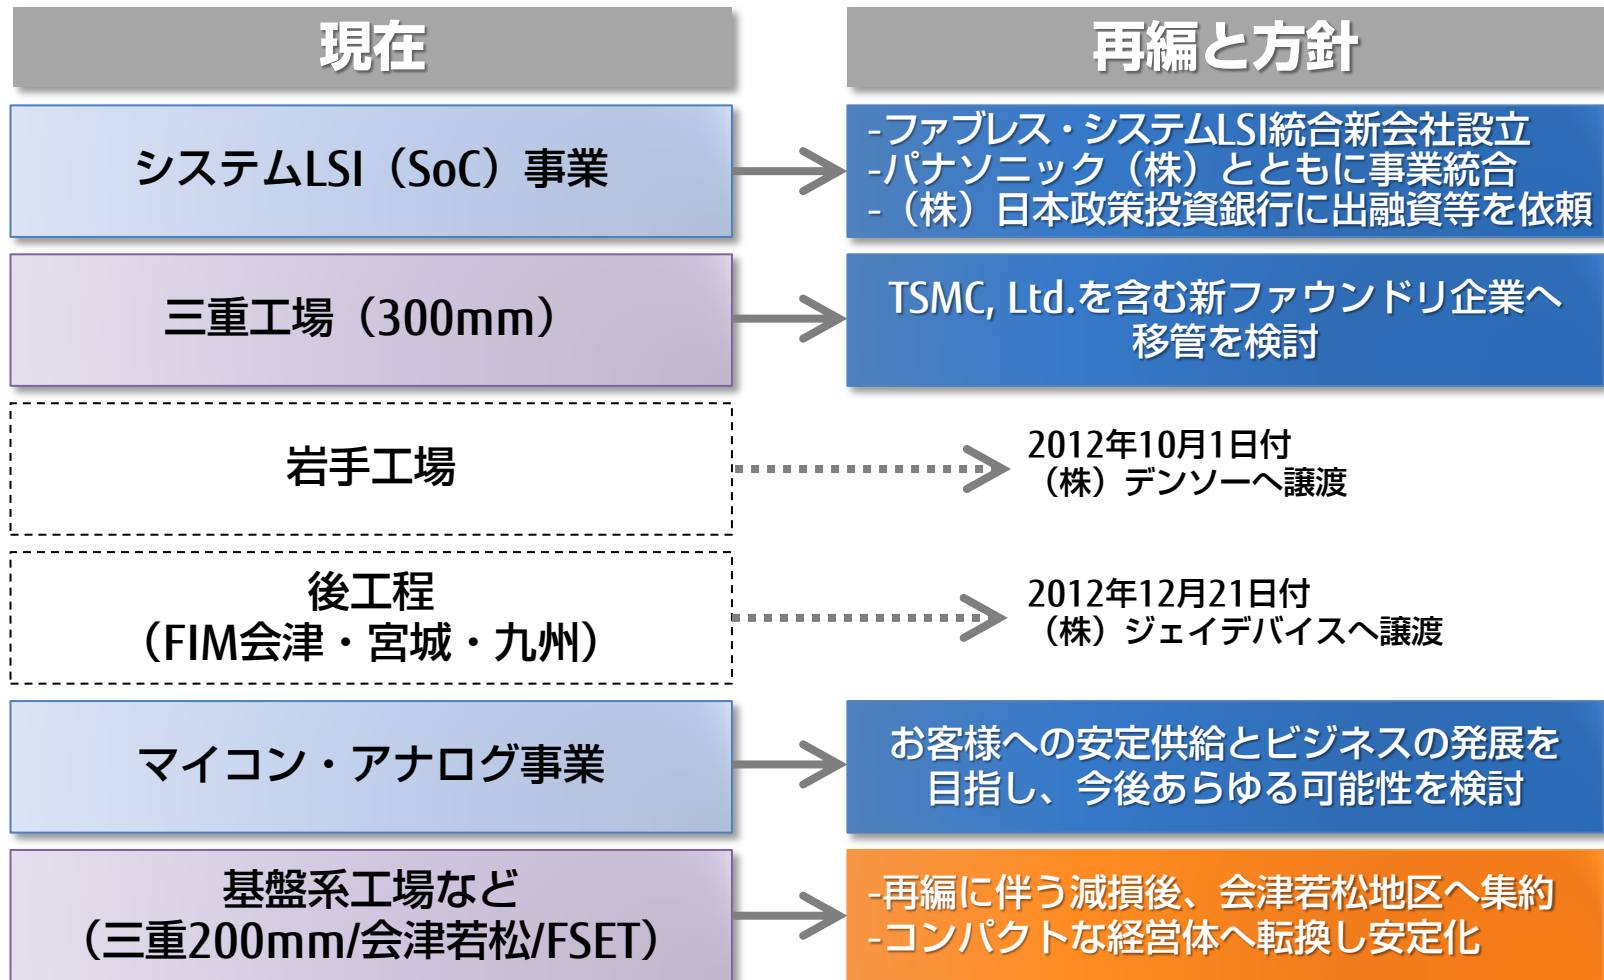 現在
再編と方針
システムLSI（SoC）事業
-ファブレス・システムLSI統合新会社設立
-パナソニック（株）とともに事業統合
-（株）日本政策投資銀行に出融資等を依頼
三重工場（300mm）
TSMC, Ltd.を含む新ファウンドリ企業へ
移管を検討
岩手工場
2012年10月1日付
（株）デンソーへ譲渡
後工程
（FIM会津・宮城・九州）
2012年12月21日付
（株）ジェイデバイスへ譲渡
マイコン・アナログ事業
お客様への安定供給とビジネスの発展を
目指し、今後あらゆる可能性を検討
基盤系工場など
（三重200mm/会津若松/FSET）
-再編に伴う減損後、会津若松地区へ集約
-コンパクトな経営体へ転換し安定化